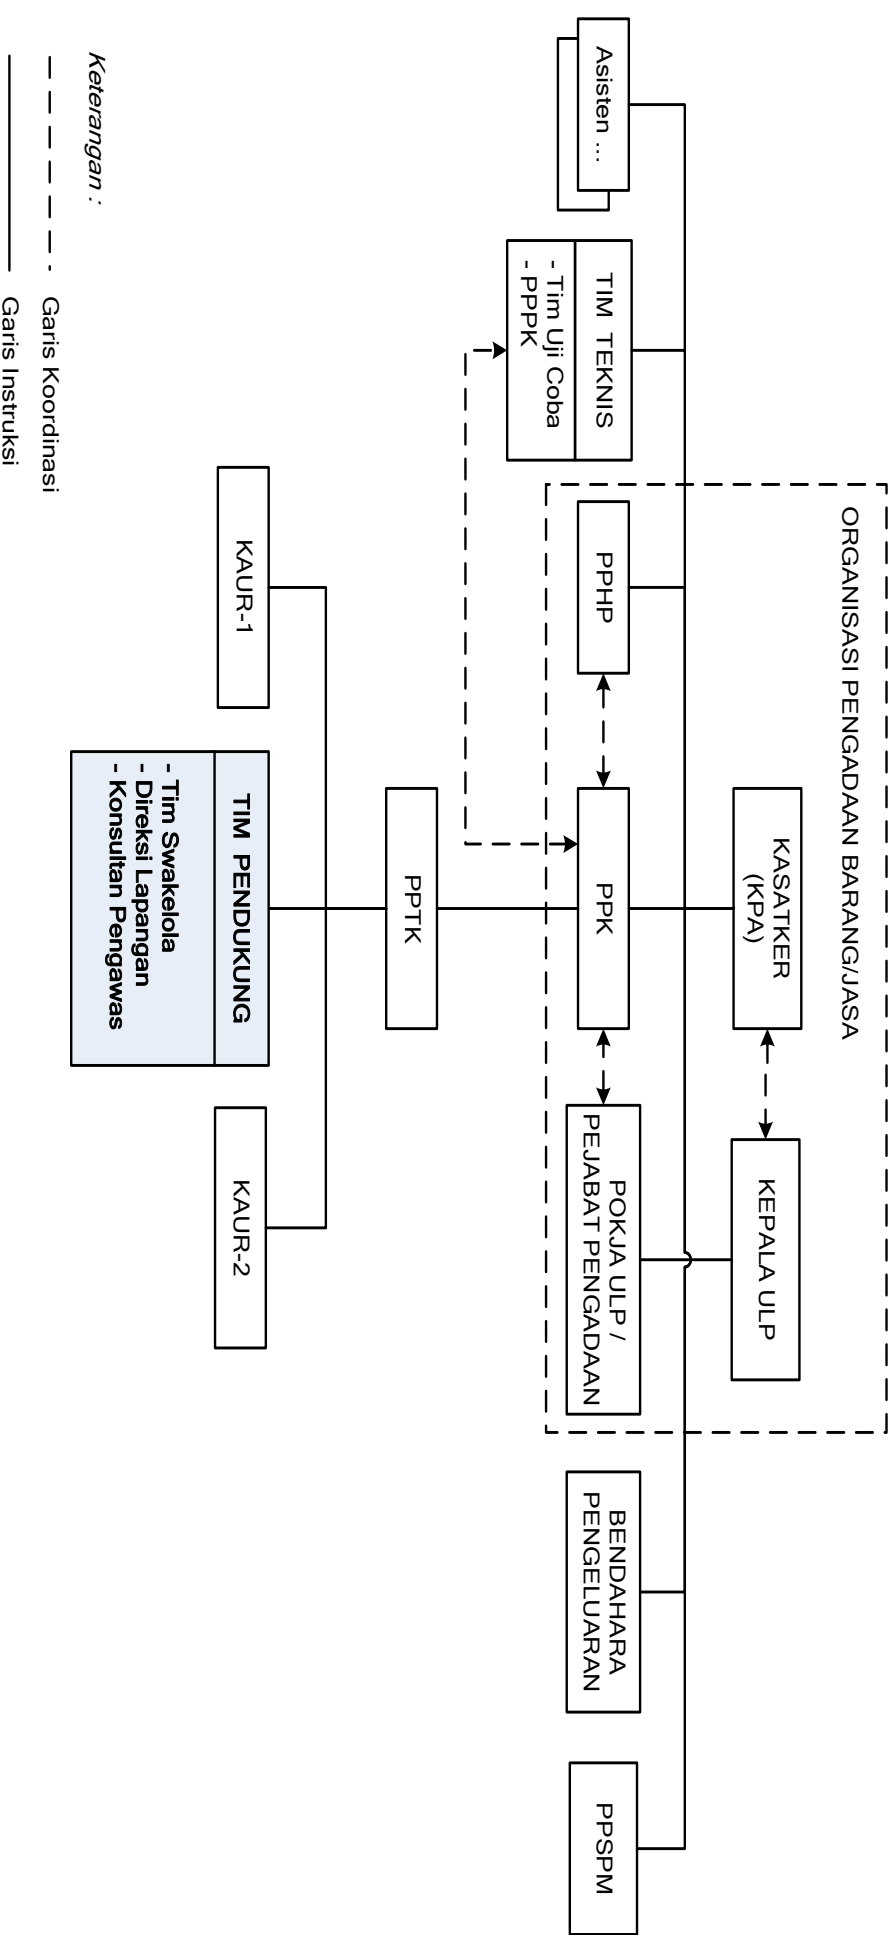 ORGANISASI PENGADAAN BARANG/JASA
KASATKER
(KPA)
KEPALA ULP
Asisten ...
TIM TEKNIS
- Tim Uji Coba
- PPPK
PPHP
PPK
POKJA ULP /
PEJABAT PENGADAAN
BENDAHARA
PENGELUARAN
PPSPM
PPTK
KAUR-1
TIM PENDUKUNG
- Tim Swakelola
- Direksi Lapangan
- Konsultan Pengawas
KAUR-2
Keterangan :
Garis Koordinasi
Garis Instruksi